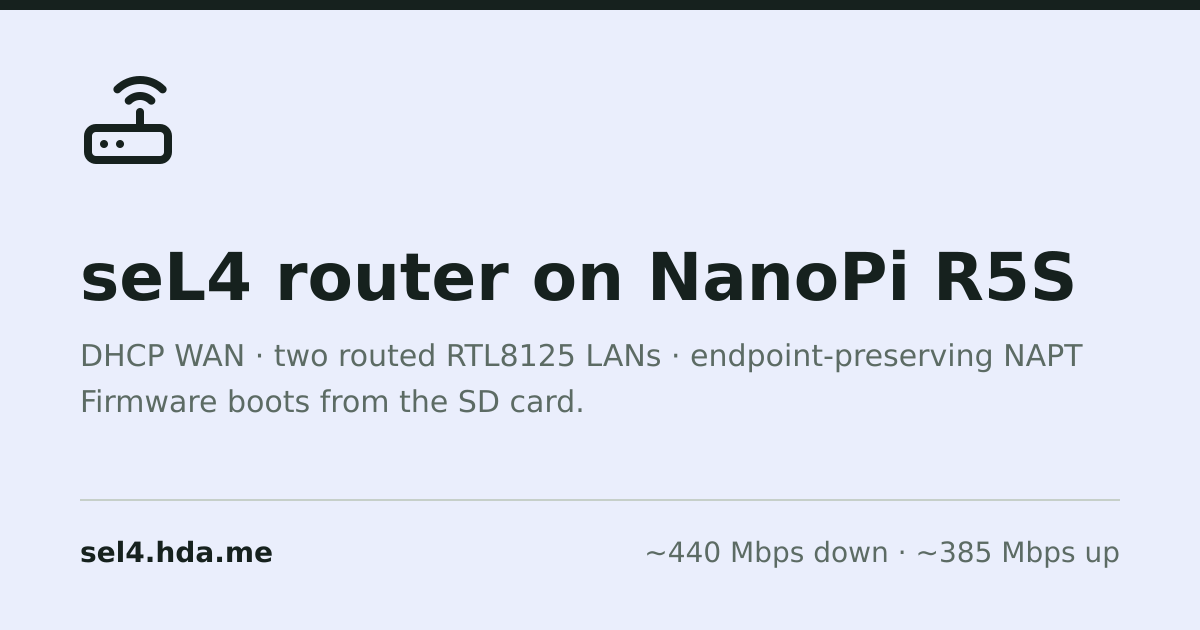 seL4 router on NanoPi R5S
DHCP WAN · two routed RTL8125 LANs · endpoint-preserving NAPT
Firmware boots from the SD card.
sel4.hda.me
~440 Mbps down · ~385 Mbps up